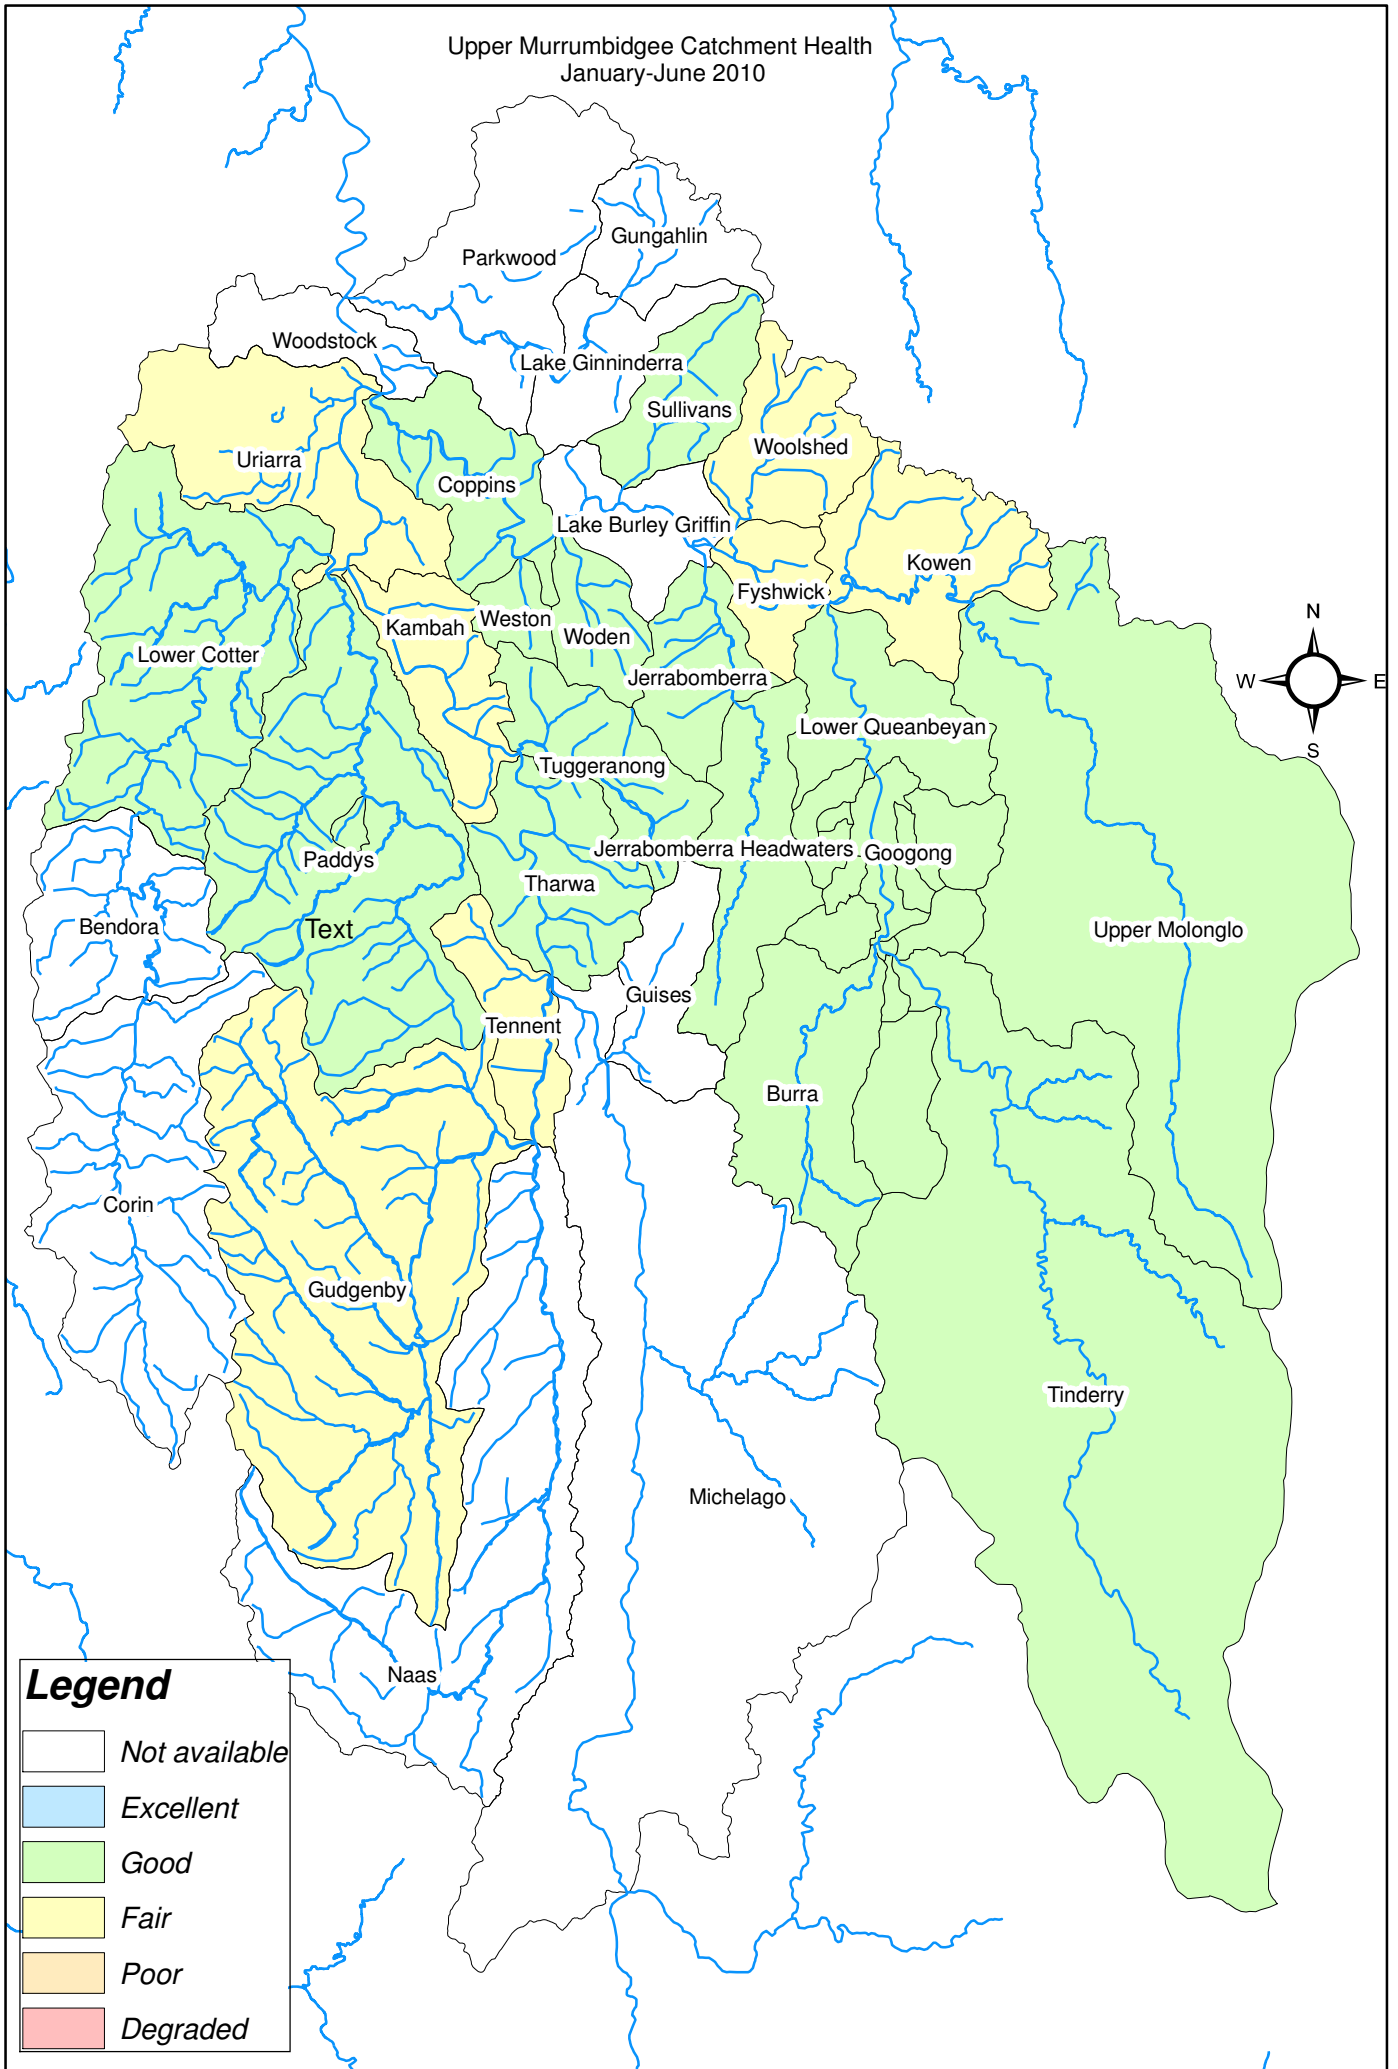 Upper Murrumbidgee Catchment Health
January-June 2010
Gungahlin
Parkwood
Woodstock
Lake Ginninderra
Sullivans
Woolshed
Uriarra
Coppins
Lake Burley Griffin
Kowen
Fyshwick
Weston
Kambah
Woden
Lower Cotter
Jerrabomberra
N
W
E
S
Lower Queanbeyan
Tuggeranong
Jerrabomberra Headwaters
Googong
Paddys
Tharwa
Bendora
Text
Upper Molonglo
Guises
Tennent
Burra
Corin
Gudgenby
Tinderry
Michelago
Naas
Legend
Not available
Excellent
Good
Fair
Poor
Degraded